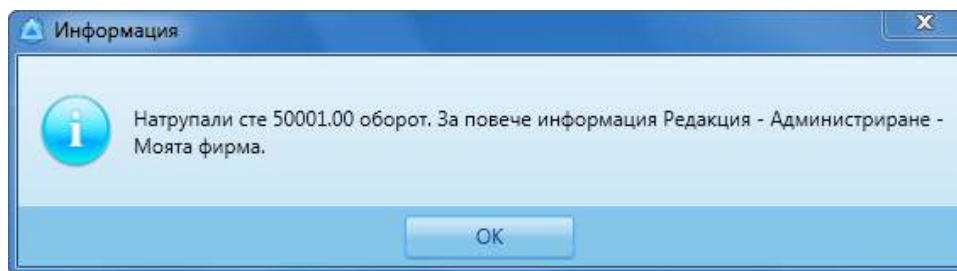 Информация
Натрупали сте 50001.00 оборот. За повече информация Редакция - Администриране -
Моята фирма.
OK